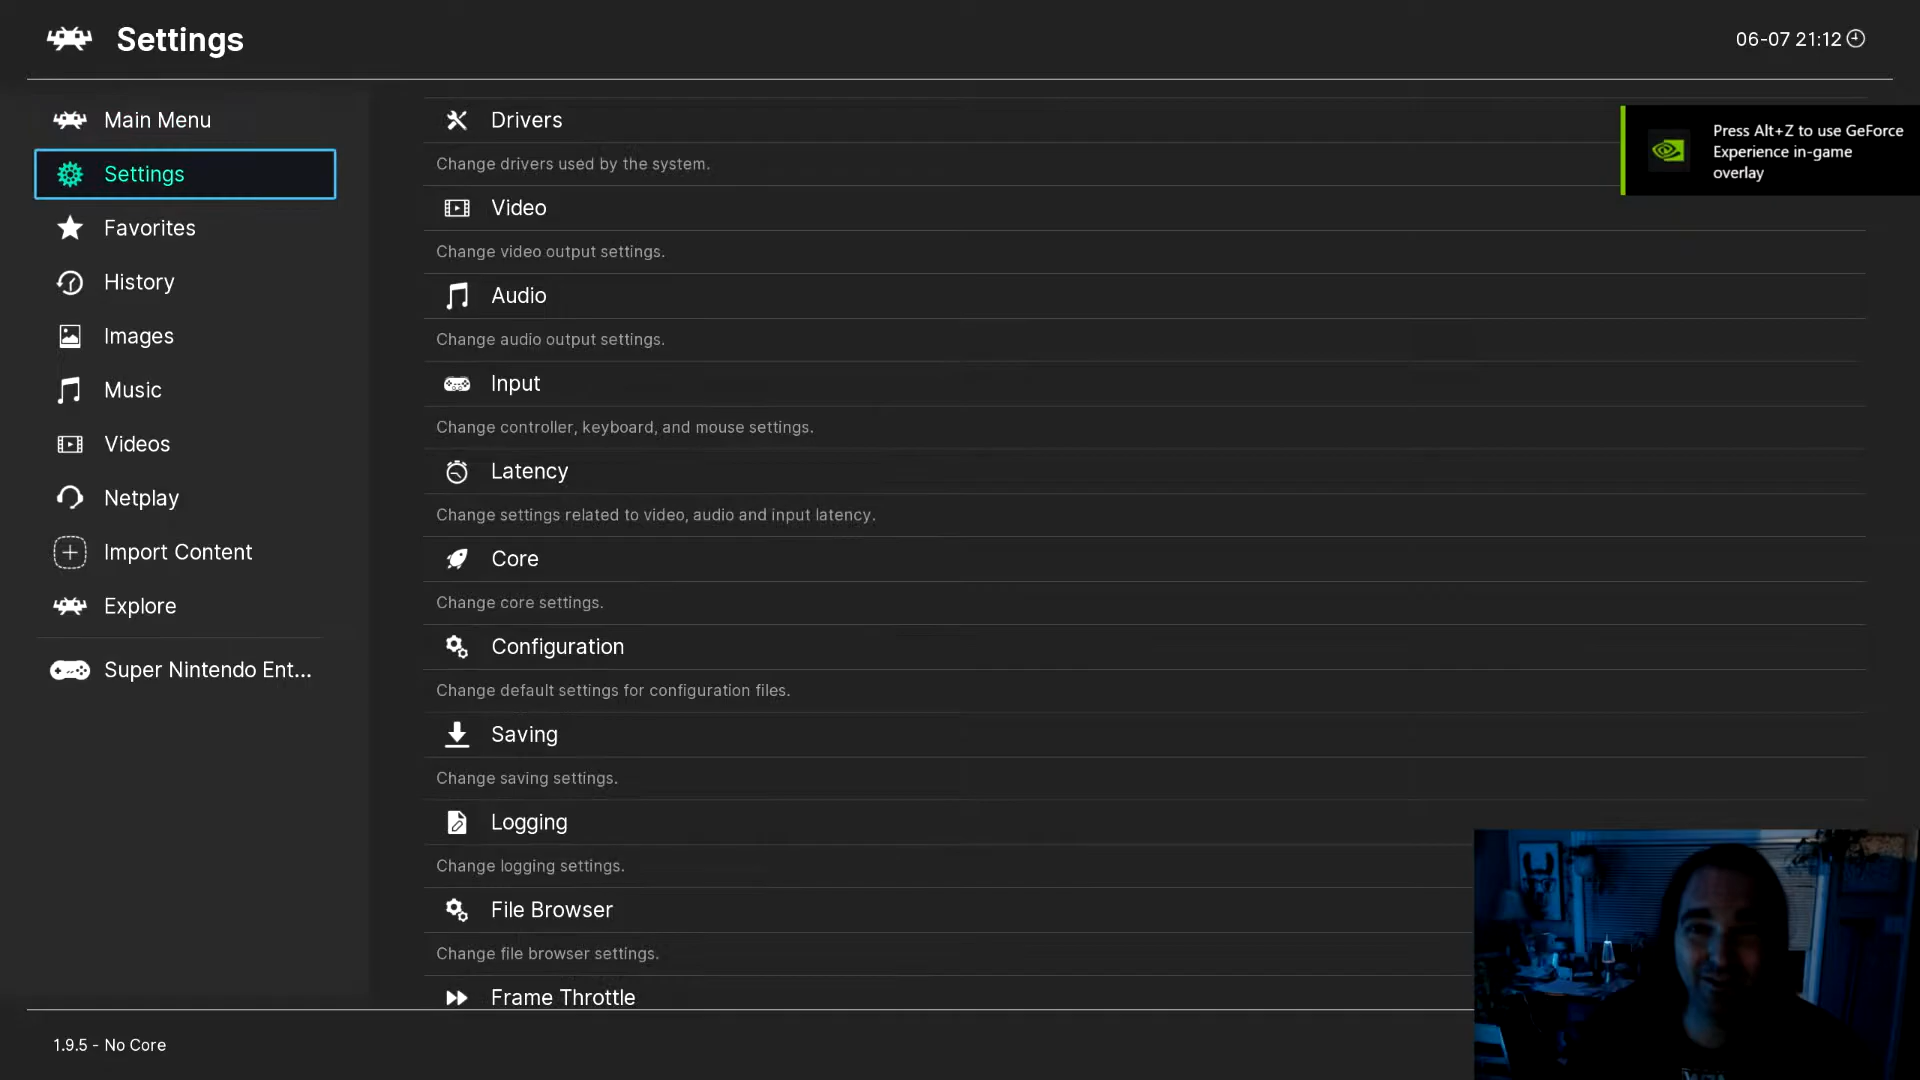 Settings
06-07 21:12
Main Menu
Settings
Favorites
History
Images
Music
Videos
Netplay
Import Content
Explore
Super Nintendo Ent...
Drivers
Change drivers used by the system.
Video
Change video output settings.
Audio
Change audio output settings.
Input
Change controller, keyboard, and mouse settings.
Latency
Change settings related to video, audio and input latency.
Core
Change core settings.
Configuration
Change default settings for configuration files.
Saving
Change saving settings.
Logging
Change logging settings.
File Browser
Change file browser settings.
Frame Throttle
Press Alt+Z to use GeForce
Experience in-game
overlay
1.9.5 - No Core